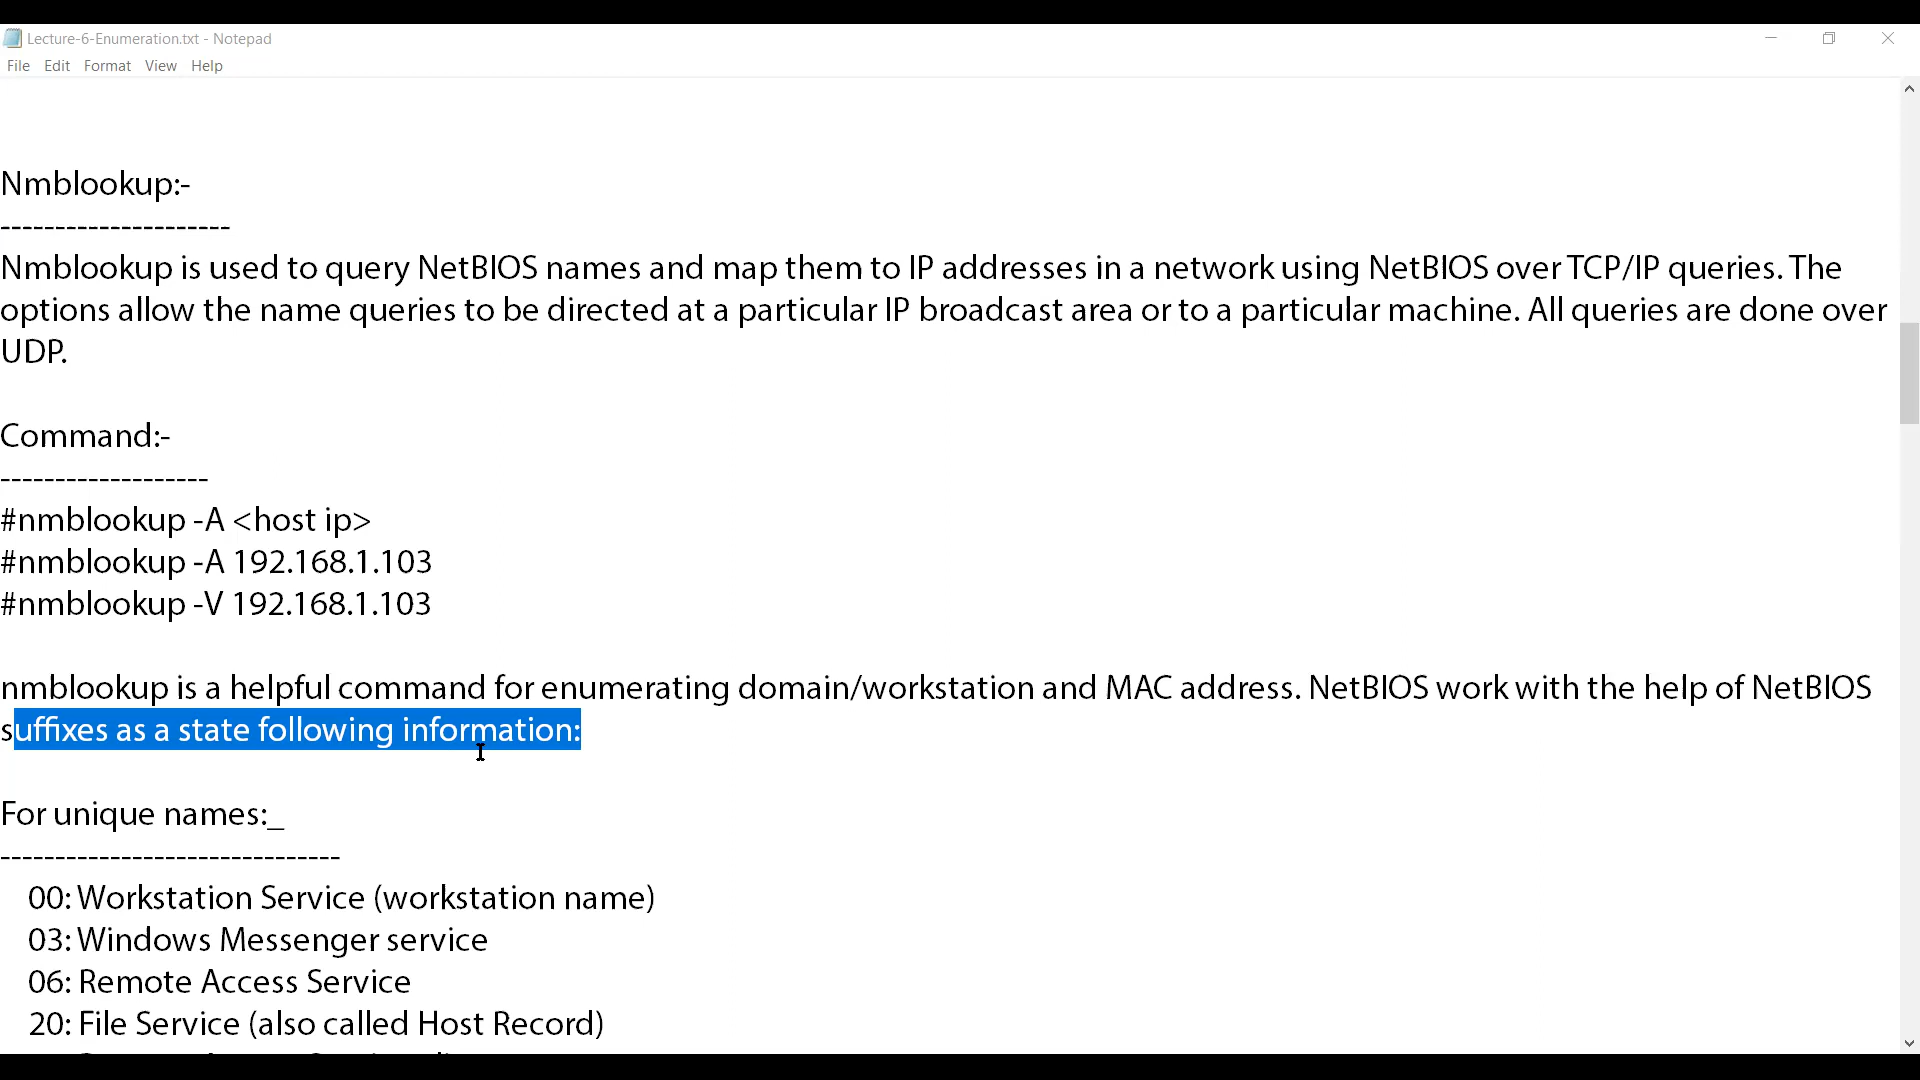 Lecture-6-Enumeration.txt - Notepad
File Edit Format View Help
Nmblookup:-
---------------------
Nmblookup is used to query NetBIOS names and map them to IP addresses in a network using NetBIOS over TCP/IP queries. The
options allow the name queries to be directed at a particular IP broadcast area or to a particular machine. All queries are done over
UDP.
Command:-
-------------------
#nmblookup -A <host ip>
#nmblookup -A 192.168.1.103
#nmblookup -V 192.168.1.103
nmblookup is a helpful command for enumerating domain/workstation and MAC address. NetBIOS work with the help of NetBIOS
suffixes as a state following information:
For unique names:_
-------------------------------
00: Workstation Service (workstation name)
03: Windows Messenger service
06: Remote Access Service
20: File Service (also called Host Record)